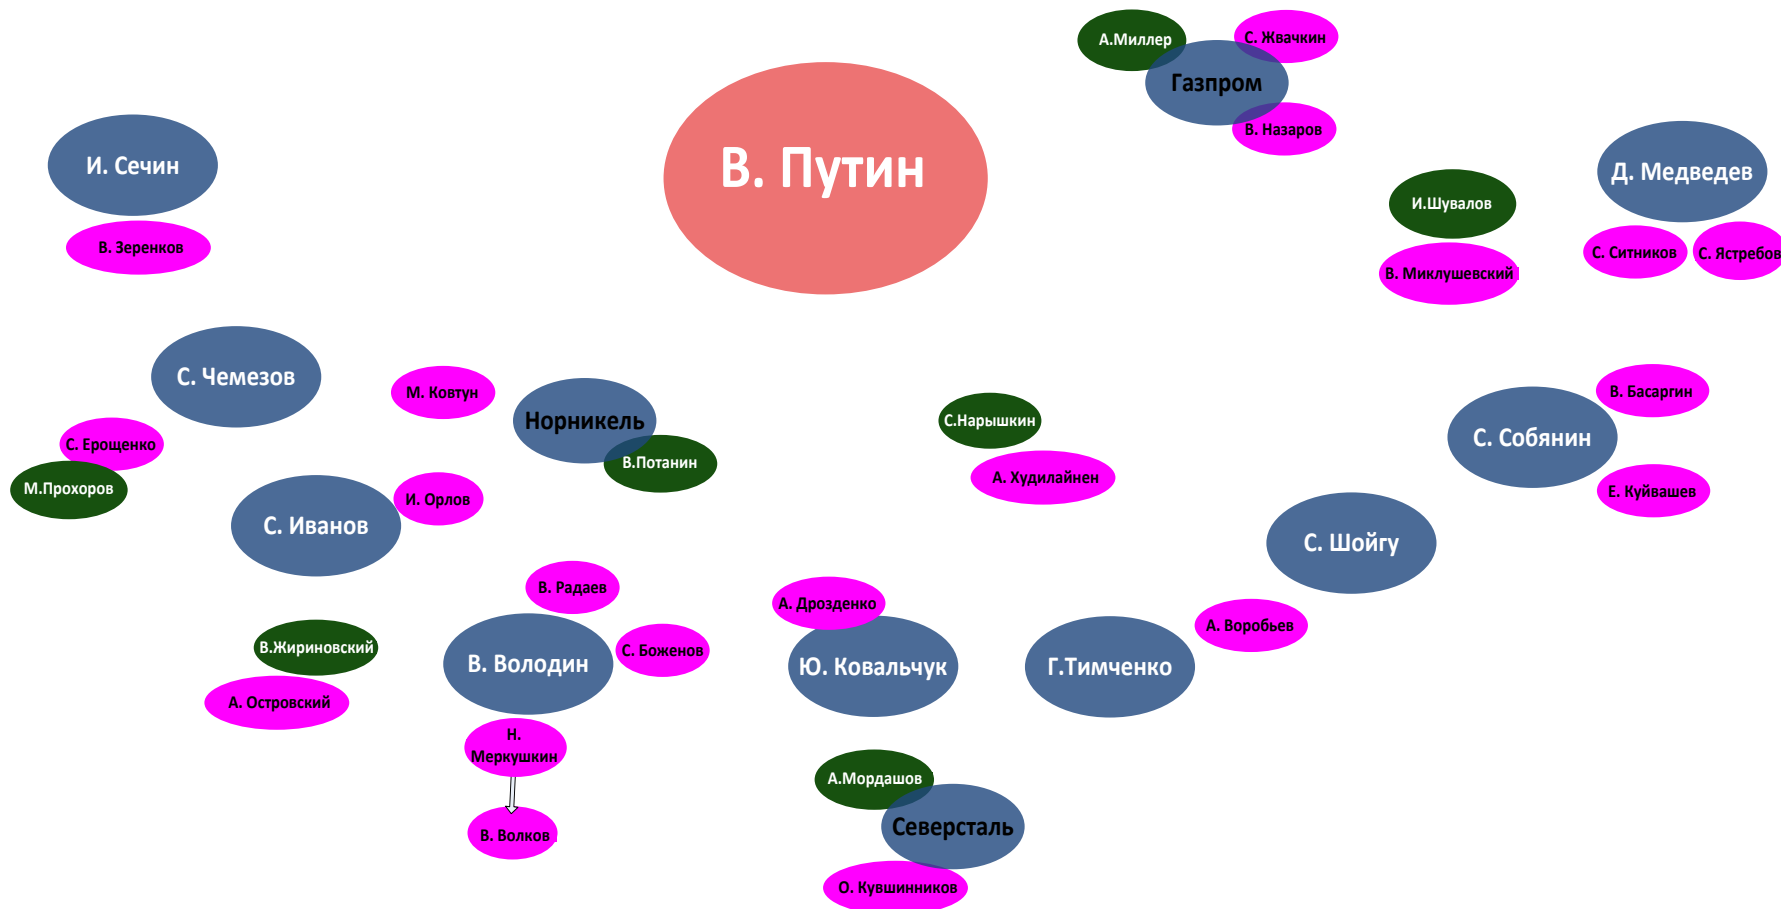 А.Миллер
С. Жвачкин
Газпром
В. Назаров
В. Путин
И. Сечин
Д. Медведев
И.Шувалов
В. Зеренков
С. Ситников
С. Ястребов
В. Миклушевский
С. Чемезов
М. Ковтун
Норникель
В.Потанин
С.Нарышкин
А. Худилайнен
В. Басаргин
С. Собянин
Е. Куйвашев
С. Ерощенко
М.Прохоров
И. Орлов
С. Иванов
С. Шойгу
В. Радаев
А. Дрозденко
А. Воробьев
В.Жириновский
С. Боженов
В. Володин
Ю. Ковальчук
Г.Тимченко
А. Островский
Н.
Меркушкин
А.Мордашов
Северсталь
В. Волков
О. Кувшинников